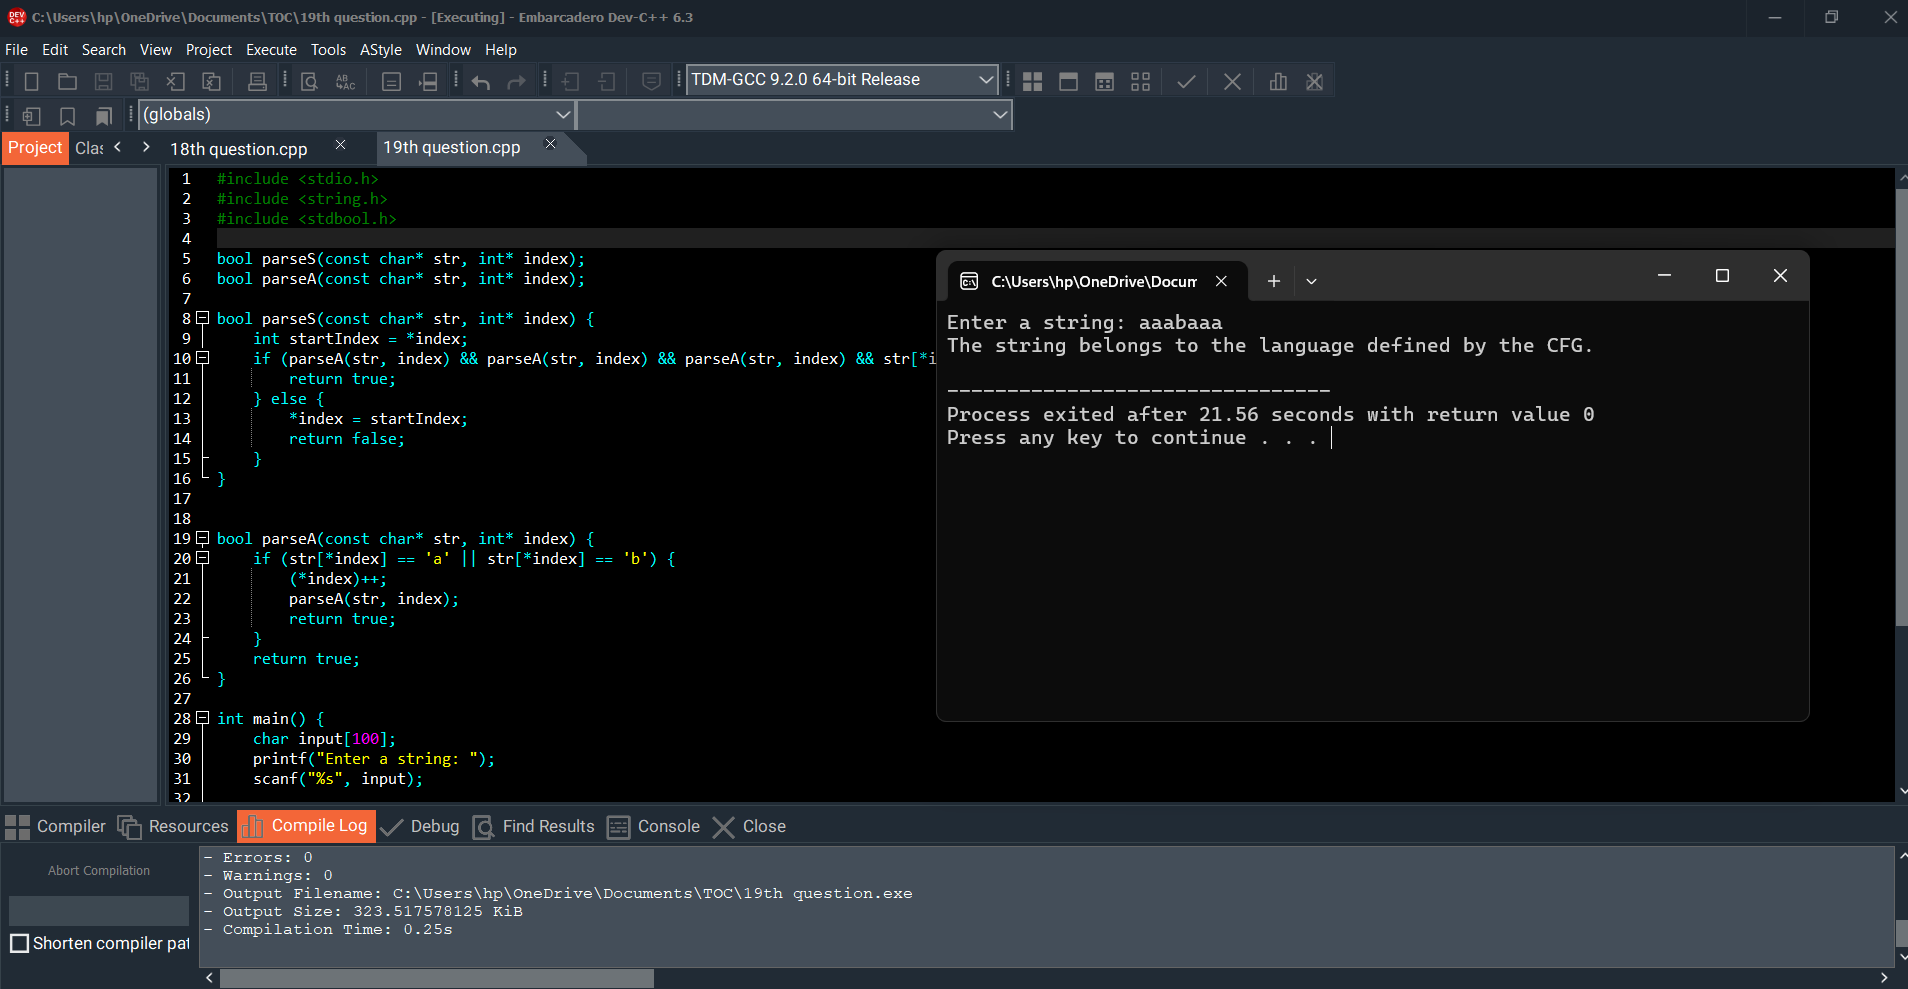 C:\Users\hp\OneDrive\Documents\TOC\19th question.cpp - [Executing] - Embarcadero Dev-C++ 6.3
File Edit Search View Project Execute Tools AStyle Window Help
TDM-GCC 9.2.0 64-bit Release
(globals)
Project Clas 18th question.cpp 19th question.cpp
1 #include <stdio.h>
2 #include <string.h>
3 #include <stdbool.h>
4
5 bool parseS(const char* str, int* index);
6 bool parseA(const char* str, int* index);
7
8 bool parseS(const char* str, int* index) {
9 int startIndex = *index;
10 if (parseA(str, index) && parseA(str, index) && parseA(str, index) && str[*i
11 return true;
12 } else {
13 *index = startIndex;
14 return false;
15 }
16 }
17
18
19 bool parseA(const char* str, int* index) {
20 if (str[*index] == 'a' || str[*index] == 'b') {
21 (*index)++;
22 parseA(str, index);
23 return true;
24 }
25 return true;
26 }
27
28 int main() {
29 char input[100];
30 printf("Enter a string: ");
31 scanf("%s", input);
32
C:\Users\hp\OneDrive\Docum
Enter a string: aaabaaa
The string belongs to the language defined by the CFG.
--------------------------------
Process exited after 21.56 seconds with return value 0
Press any key to continue . . .
Compiler Resources Compile Log Debug Find Results Console Close
Abort Compilation
Shorten compiler pat
- Errors: 0
- Warnings: 0
- Output Filename: C:\Users\hp\OneDrive\Documents\TOC\19th question.exe
- Output Size: 323.517578125 KiB
- Compilation Time: 0.25s